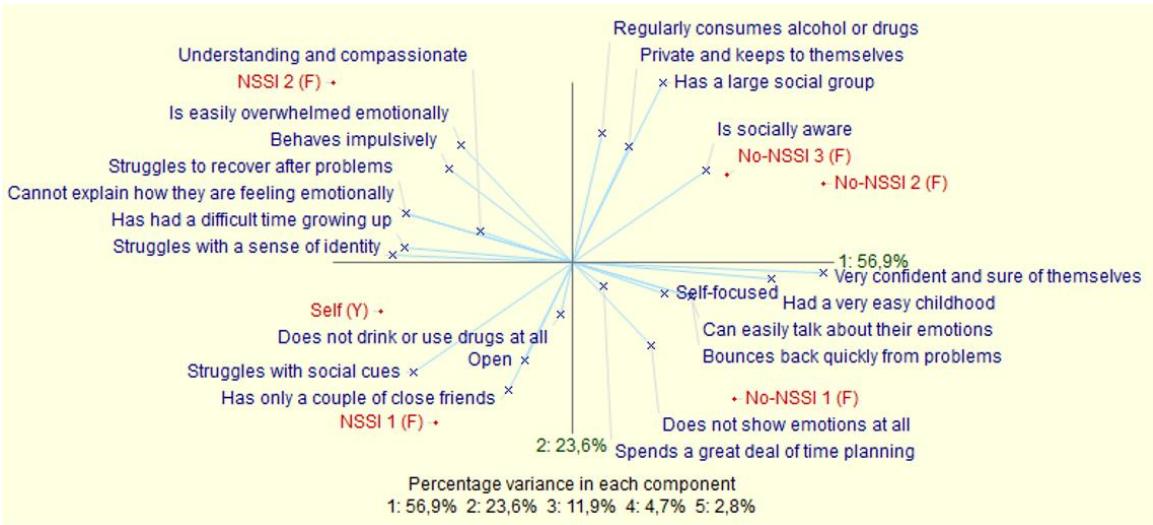 Regularly consumes alcohol or drugs
Understanding and compassionate
Private and keeps to themselves
NSSI 2 (F)
Has a large social group
Is easily overwhelmed emotionally
Is socially aware
Behaves impulsively
No-NSSI 3 (F)
Struggles to recover after problems
No-NSSI 2 (F)
Cannot explain how they are feeling emotionally
Has had a difficult time growing up
Struggles with a sense of identity
1: 56,9%
Very confident and sure of themselves
Self-focused
Had a very easy childhood
Self (Y)
Can easily talk about their emotions
Does not drink or use drugs at all
Open
Bounces back quickly from problems
Struggles with social cues
Has only a couple of close friends
No-NSSI 1 (F)
NSSI 1 (F)
Does not show emotions at all
2: 23,6%
Spends a great deal of time planning
Percentage variance in each component
1: 56,9% 2: 23,6% 3: 11,9% 4: 4,7% 5: 2,8%